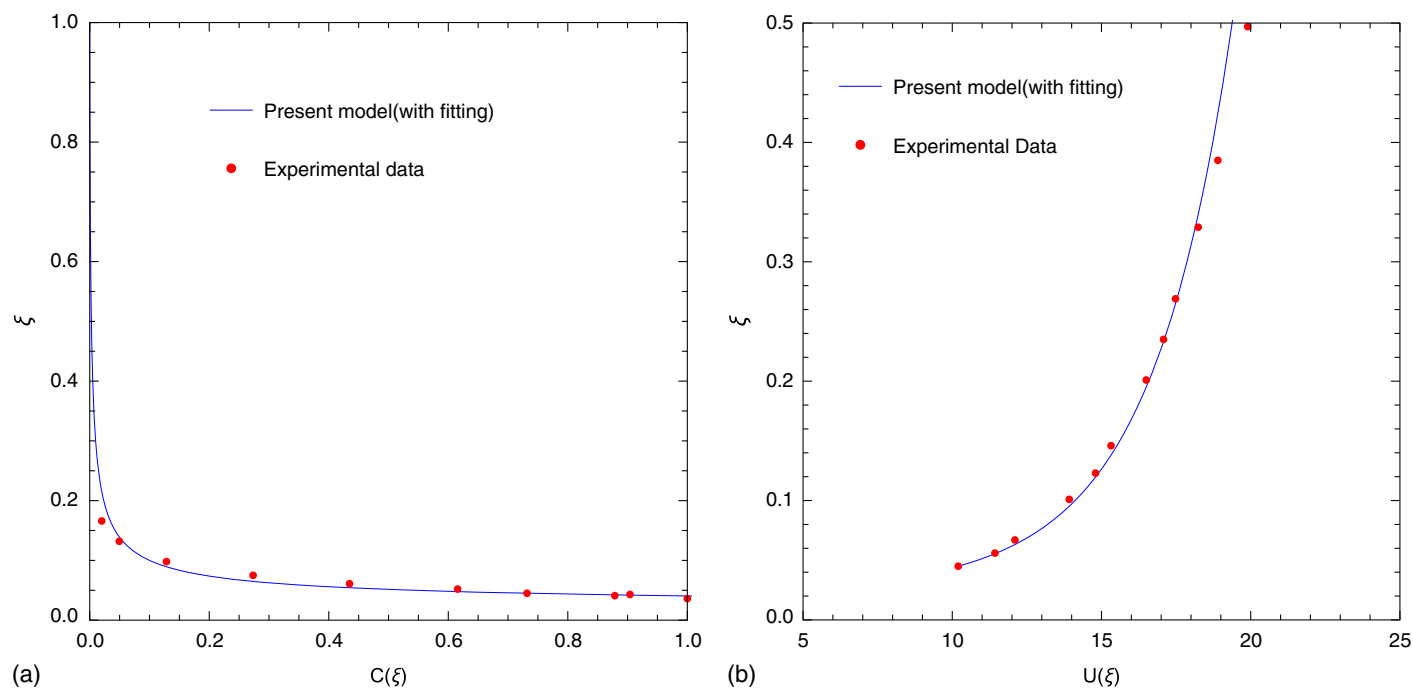 1.0
0.8
0.6
0.4
0.2
0.0
ξ
Present model(with fitting)
Experimental data
0.0 0.2 0.4 0.6 0.8 1.0
C(ξ)
(a)
0.5
0.4
0.3
0.2
0.1
0.0
ξ
Present model(with fitting)
Experimental Data
5 10 15 20 25
U(ξ)
(b)